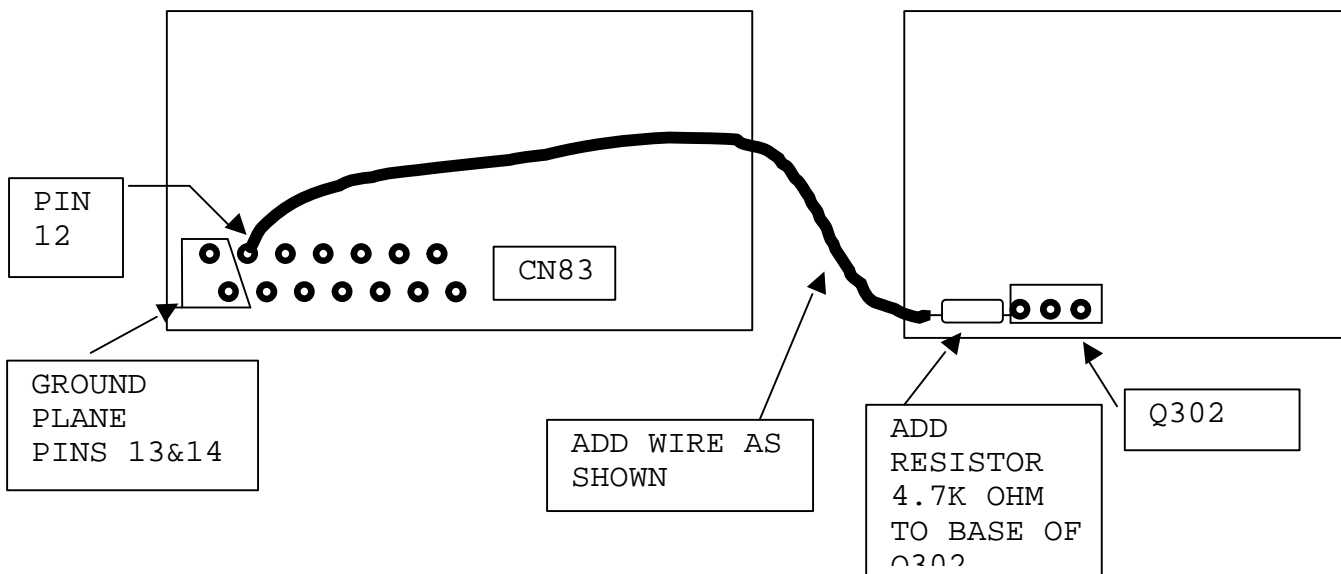 PIN
12
CN83
GROUND
PLANE
PINS 13&14
ADD WIRE AS
SHOWN
ADD
RESISTOR
4.7K OHM
TO BASE OF
Q302
Q302